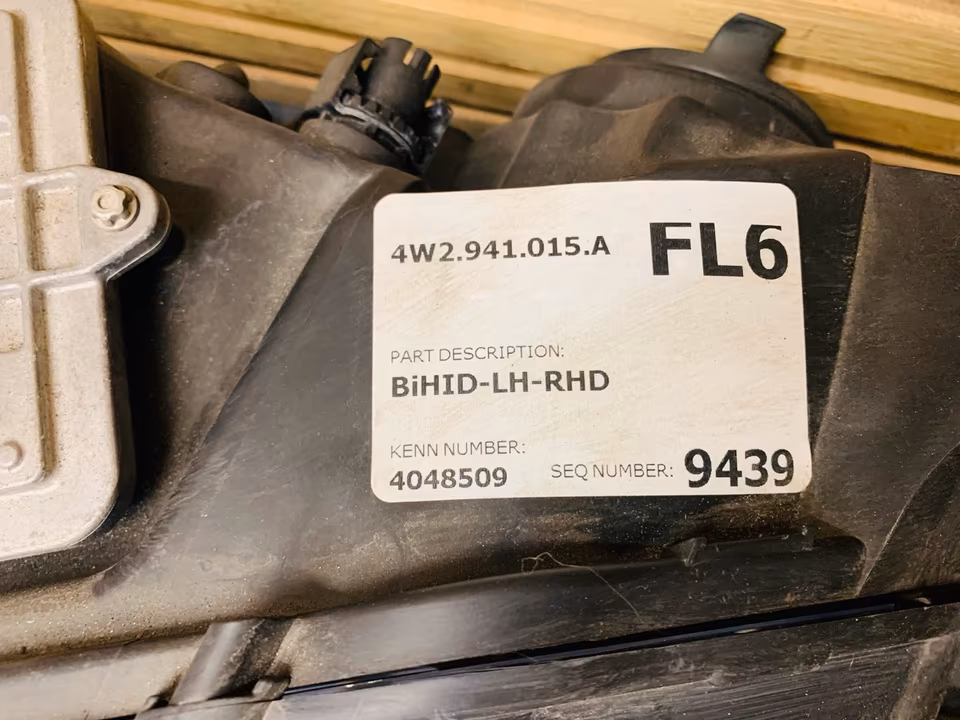 4W2.941.015.A
FL6
PART DESCRIPTION:
BiHID-LH-RHD
KENN NUMBER:
4048509
SEQ NUMBER: 9439